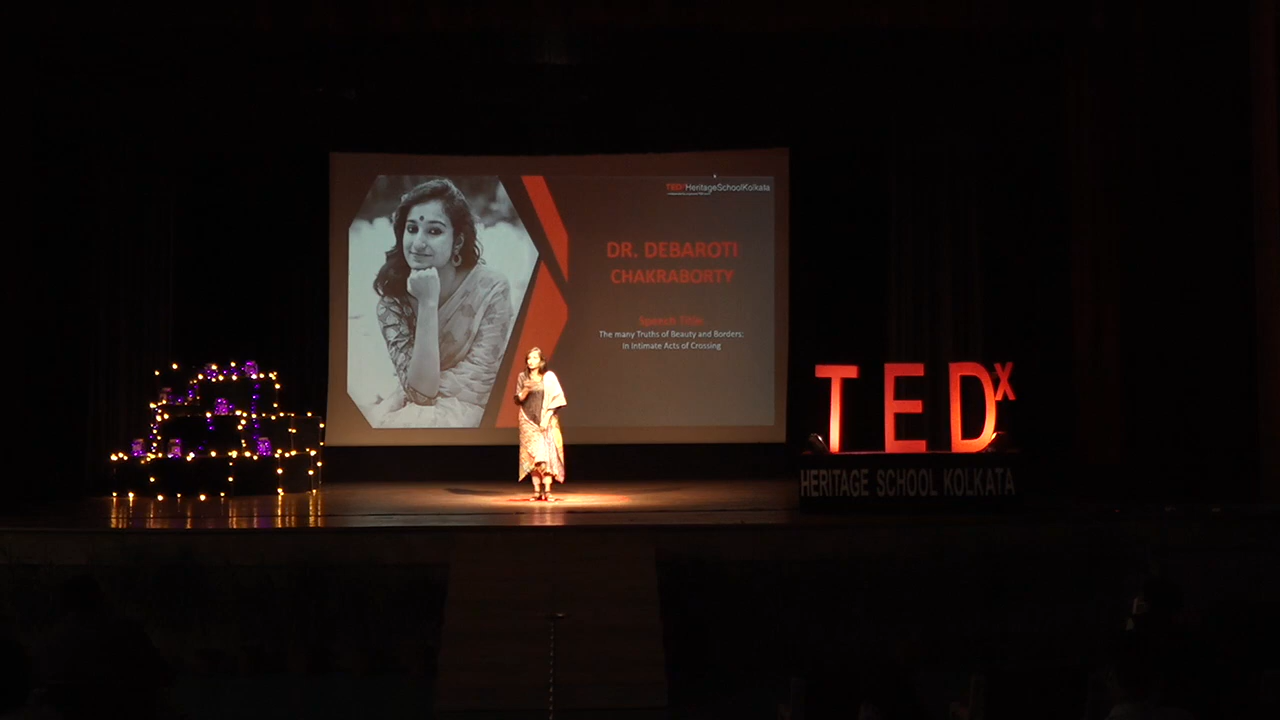 TEDxHeritageSchoolKolkata
DR. DEBAROTI
CHAKRABORTY
Speech Title:
The many Truths of Beauty and Borders:
In Intimate Acts of Crossing
TEDx
HERITAGE SCHOOL KOLKATA